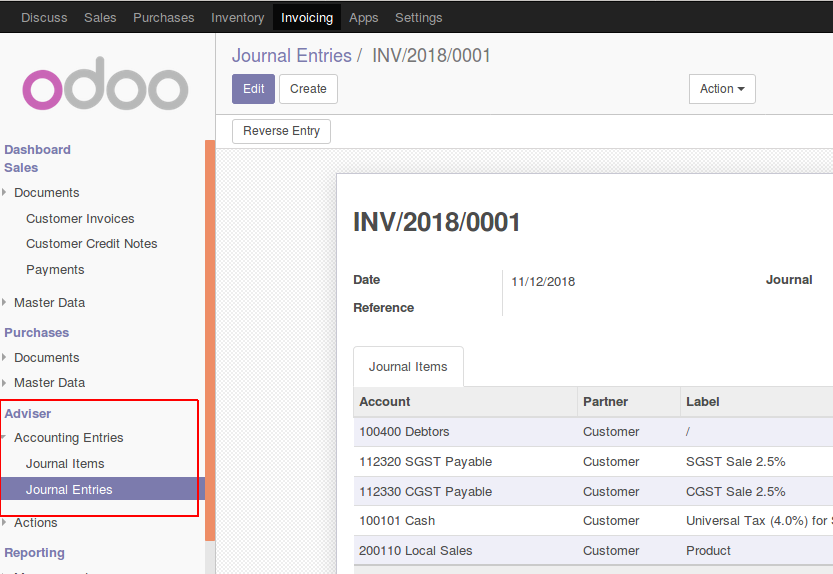 Discuss Sales Purchases Inventory Invoicing Apps Settings
odoo
Dashboard
Sales
Documents
Customer Invoices
Customer Credit Notes
Payments
Master Data
Purchases
Documents
Master Data
Adviser
Accounting Entries
Journal Items
Journal Entries
Actions
Reporting
Journal Entries / INV/2018/0001
Edit Create Action
Reverse Entry
INV/2018/0001
Date 11/12/2018 Journal
Reference
Journal Items
Account Partner Label
100400 Debtors Customer /
112320 SGST Payable Customer SGST Sale 2.5%
112330 CGST Payable Customer CGST Sale 2.5%
100101 Cash Customer Universal Tax (4.0%) for
200110 Local Sales Customer Product